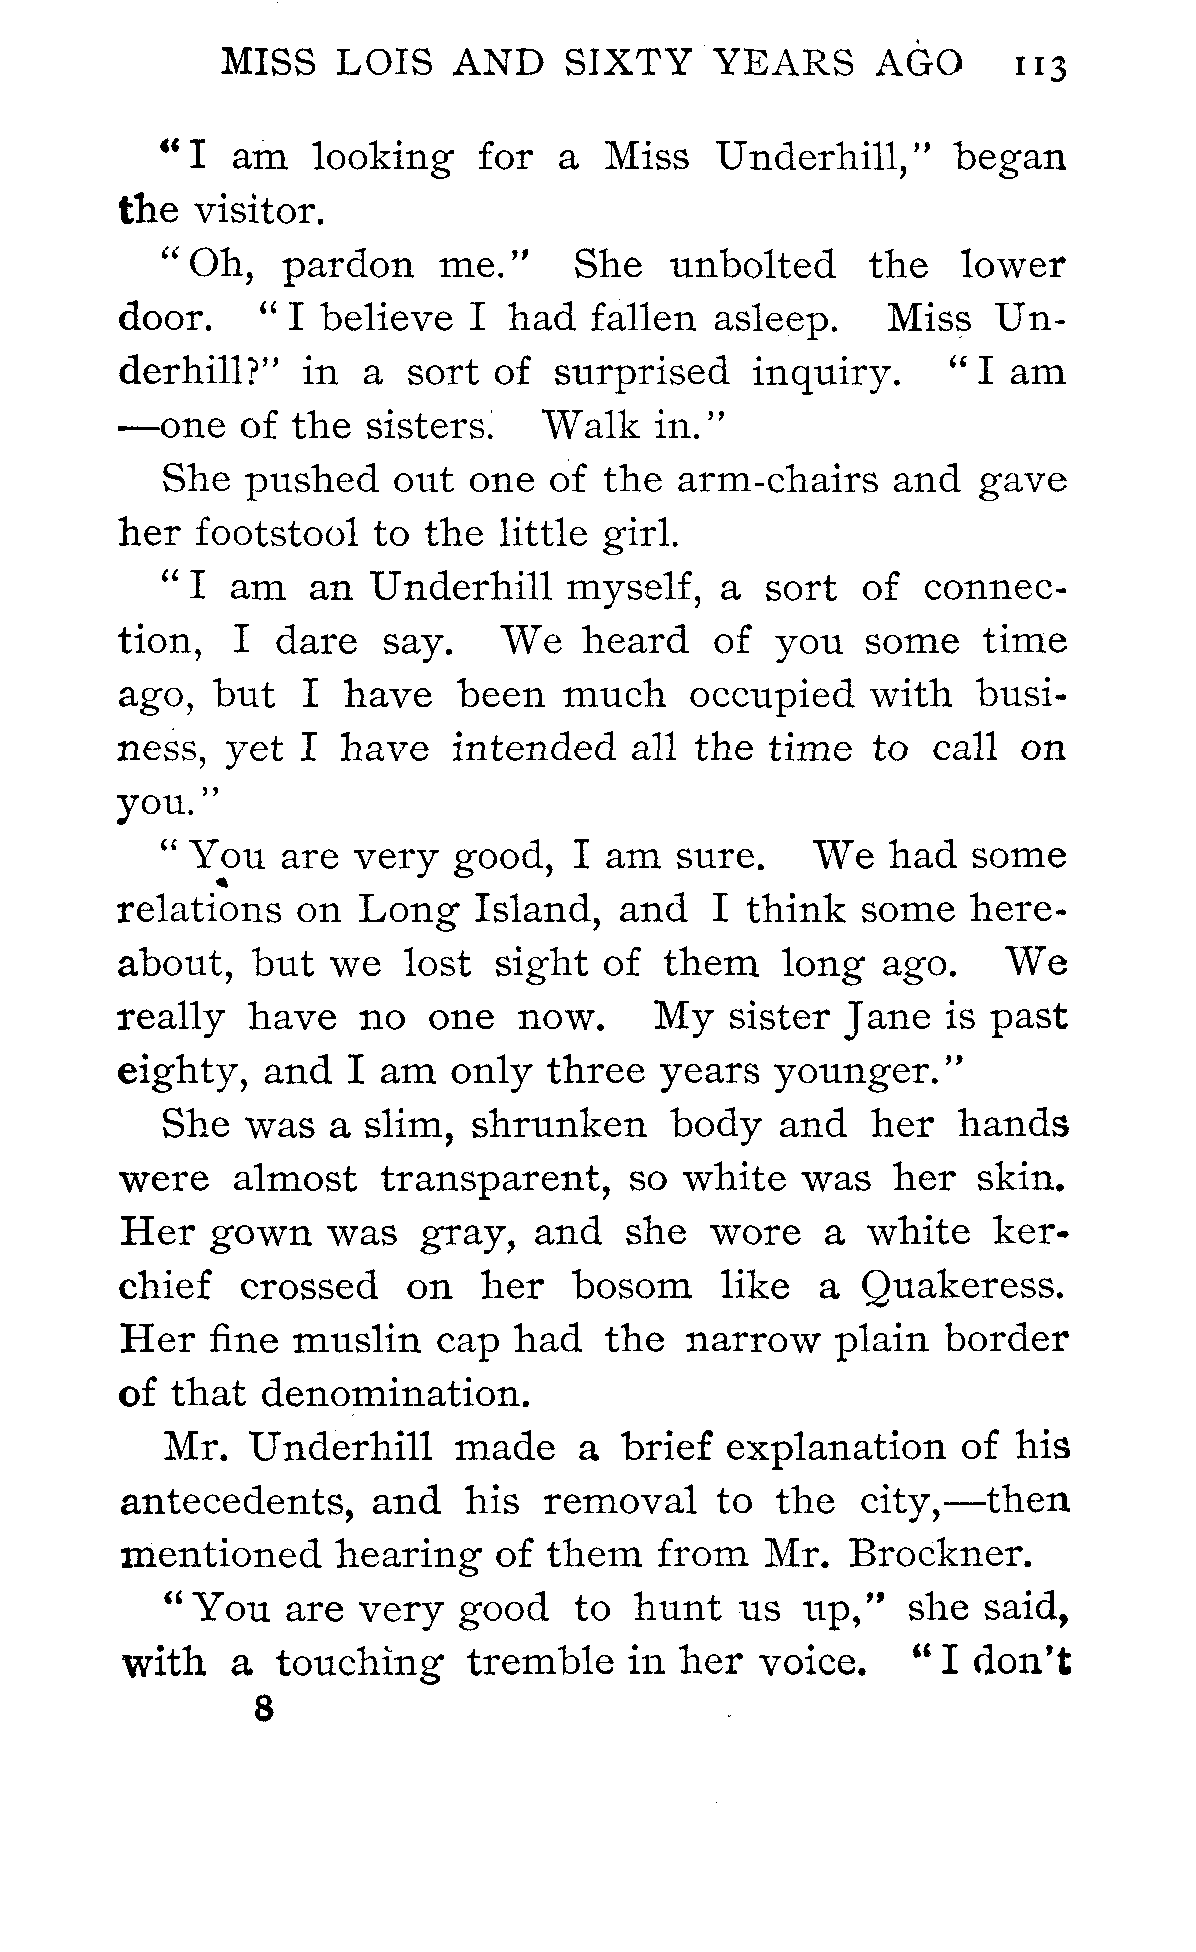 MISS LOIS AND SIXTY YEARS AGO 113
"I am looking for a Miss Underhill," began
the visitor.
"Oh, pardon me." She unbolted the lower
door. "I believe I had fallen asleep. Miss Un-
derhill?" in a sort of surprised inquiry. "I am
—one of the sisters. Walk in."
She pushed out one of the arm-chairs and gave
her footstool to the little girl.
"I am an Underhill myself, a sort of connec-
tion, I dare say. We heard of you some time
ago, but I have been much occupied with busi-
ness, yet I have intended all the time to call on
you."
"You are very good, I am sure. We had some
relations on Long Island, and I think some here-
about, but we lost sight of them long ago. We
really have no one now. My sister Jane is past
eighty, and I am only three years younger."
She was a slim, shrunken body and her hands
were almost transparent, so white was her skin.
Her gown was gray, and she wore a white ker-
chief crossed on her bosom like a Quakeress.
Her fine muslin cap had the narrow plain border
of that denomination.
Mr. Underhill made a brief explanation of his
antecedents, and his removal to the city,—then
mentioned hearing of them from Mr. Brockner.
"You are very good to hunt us up," she said,
with a touching tremble in her voice. "I don't
8